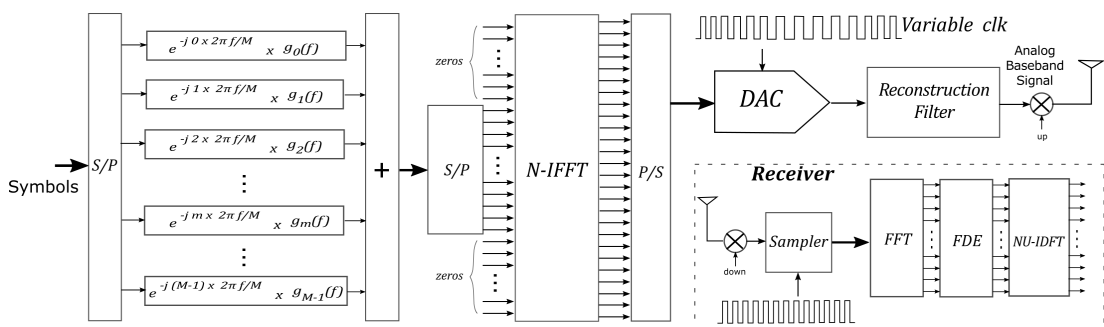 Symbols
S/P
e^-j 0 x 2π f/M x g_0(f)
e^-j 1 x 2π f/M x g_1(f)
e^-j 2 x 2π f/M x g_2(f)
e^-j m x 2π f/M x g_m(f)
e^-j (M-1) x 2π f/M x g_M-1(f)
+
S/P
zeros
zeros
N-IFFT
P/S
Variable clk
DAC
Reconstruction
Filter
Analog
Baseband
Signal
up
Receiver
down
Sampler
FFT
FDE
NU-IDFT